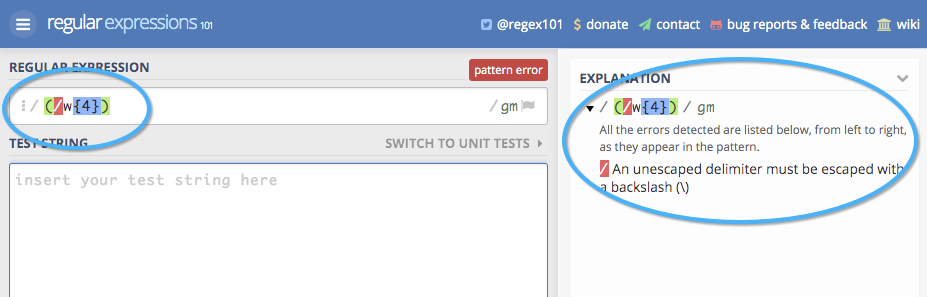 regular expressions 101
@regex101 $ donate contact bug reports & feedback wiki
REGULAR EXPRESSION
pattern error
/ (/w{4}) / gm
TEST STRING
SWITCH TO UNIT TESTS
insert your test string here
EXPLANATION
/ (/w{4}) / gm
All the errors detected are listed below, from left to right,
as they appear in the pattern.
/ An unescaped delimiter must be escaped with
a backslash (\)